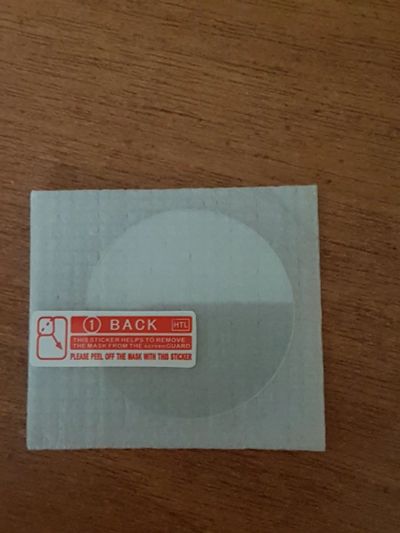 1 BACK HTL
THIS STICKER HELPS TO REMOVE
THE MASK FROM THE screenGUARD
PLEASE PEEL OFF THE MASK WITH THIS STICKER